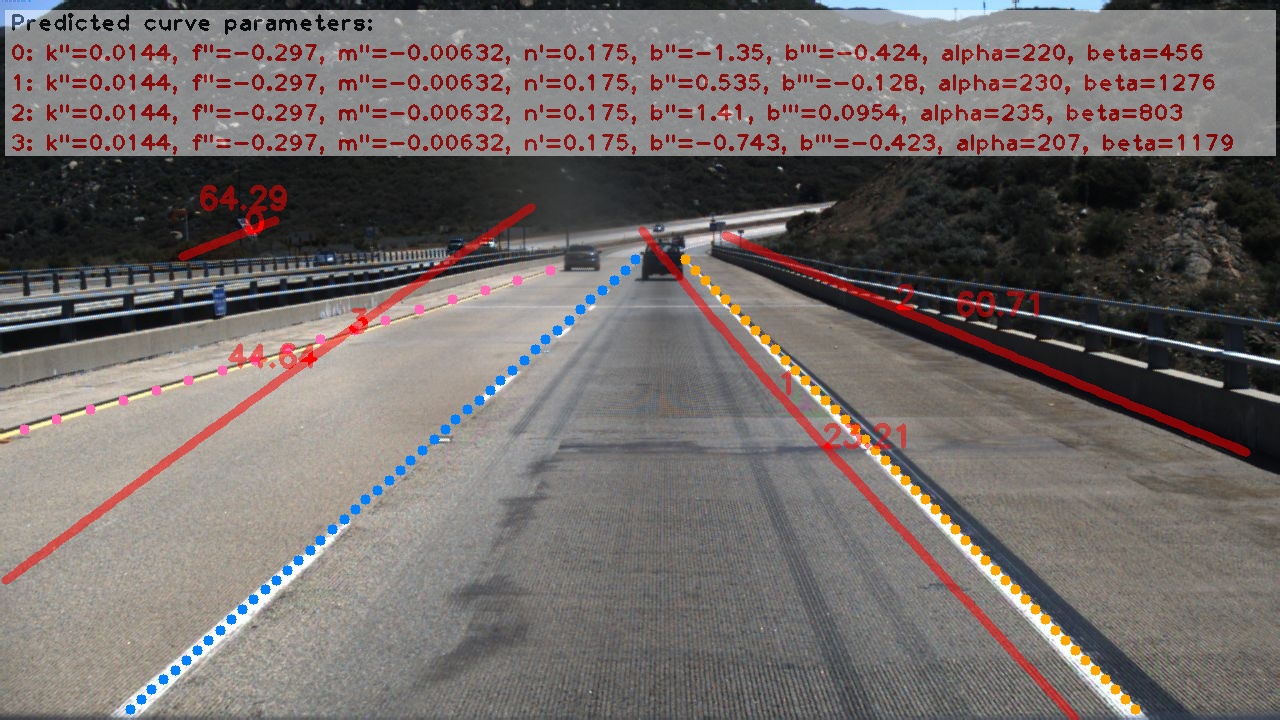 Predicted curve parameters:
0: k"=0.0144, f"=-0.297, m"=-0.00632, n'=0.175, b"=-1.35, b'''=-0.424, alpha=220, beta=456
1: k"=0.0144, f"=-0.297, m"=-0.00632, n'=0.175, b"=0.535, b'''=-0.128, alpha=230, beta=1276
2: k"=0.0144, f"=-0.297, m"=-0.00632, n'=0.175, b"=1.41, b'''=0.0954, alpha=235, beta=803
3: k"=0.0144, f"=-0.297, m"=-0.00632, n'=0.175, b"=-0.743, b'''=-0.423, alpha=207, beta=1179
64.29
0
2 60.71
3
44.64
1
23.21